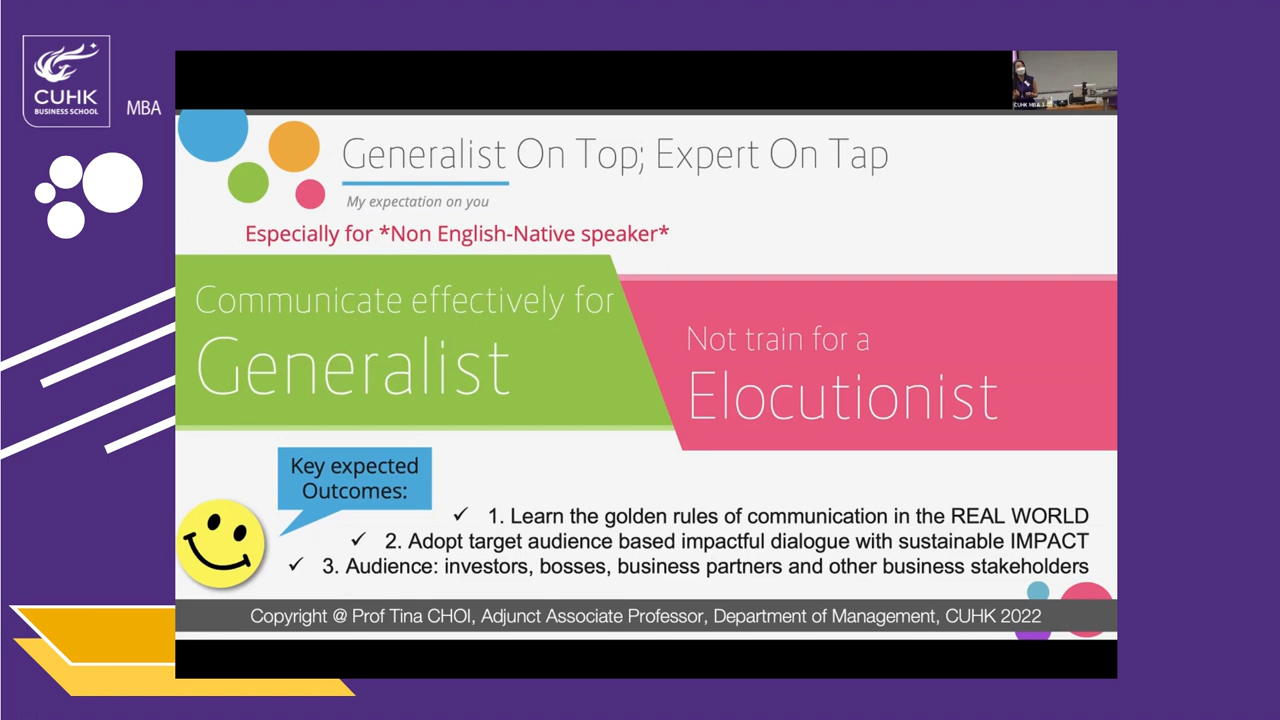 CUHK
BUSINESS SCHOOL
MBA
CUHK MBA
Generalist On Top; Expert On Tap
My expectation on you
Especially for *Non English-Native speaker*
Communicate effectively for
Generalist
Not train for a
Elocutionist
Key expected
Outcomes:
✓ 1. Learn the golden rules of communication in the REAL WORLD
✓ 2. Adopt target audience based impactful dialogue with sustainable IMPACT
✓ 3. Audience: investors, bosses, business partners and other business stakeholders
Copyright @ Prof Tina CHOI, Adjunct Associate Professor, Department of Management, CUHK 2022